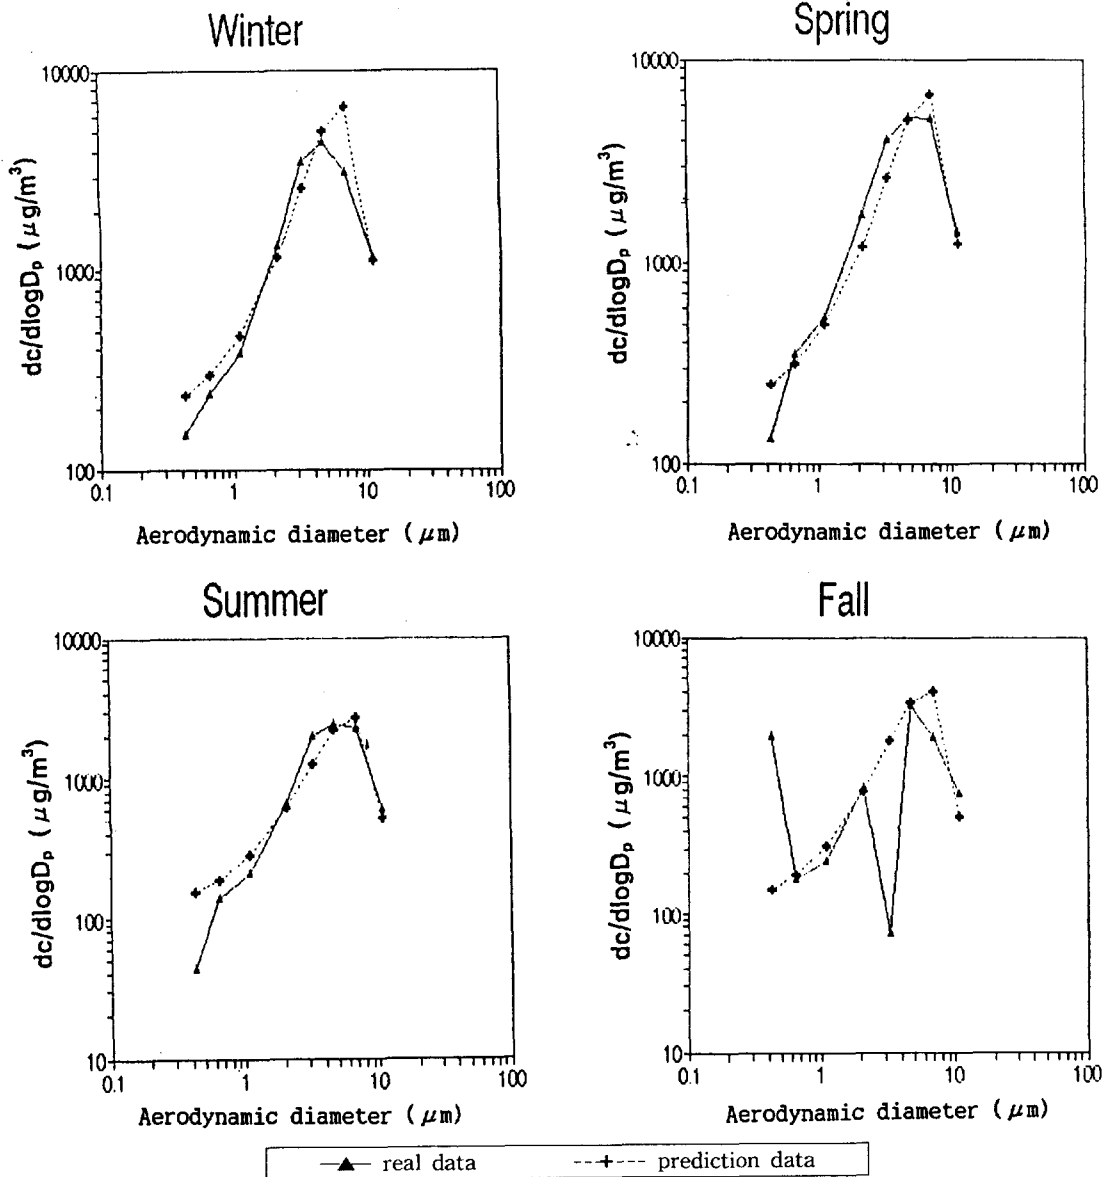 Winter
10000
1000
100
0.1 1 10 100
dc/dlogDp (μg/m³)
Aerodynamic diameter (μm)
Spring
10000
1000
100
0.1 1 10 100
dc/dlogDp (μg/m³)
Aerodynamic diameter (μm)
Summer
10000
1000
100
10
0.1 1 10 100
dc/dlogDp (μg/m³)
Aerodynamic diameter (μm)
Fall
10000
1000
100
10
0.1 1 10 100
dc/dlogDp (μg/m³)
Aerodynamic diameter (μm)
real data prediction data